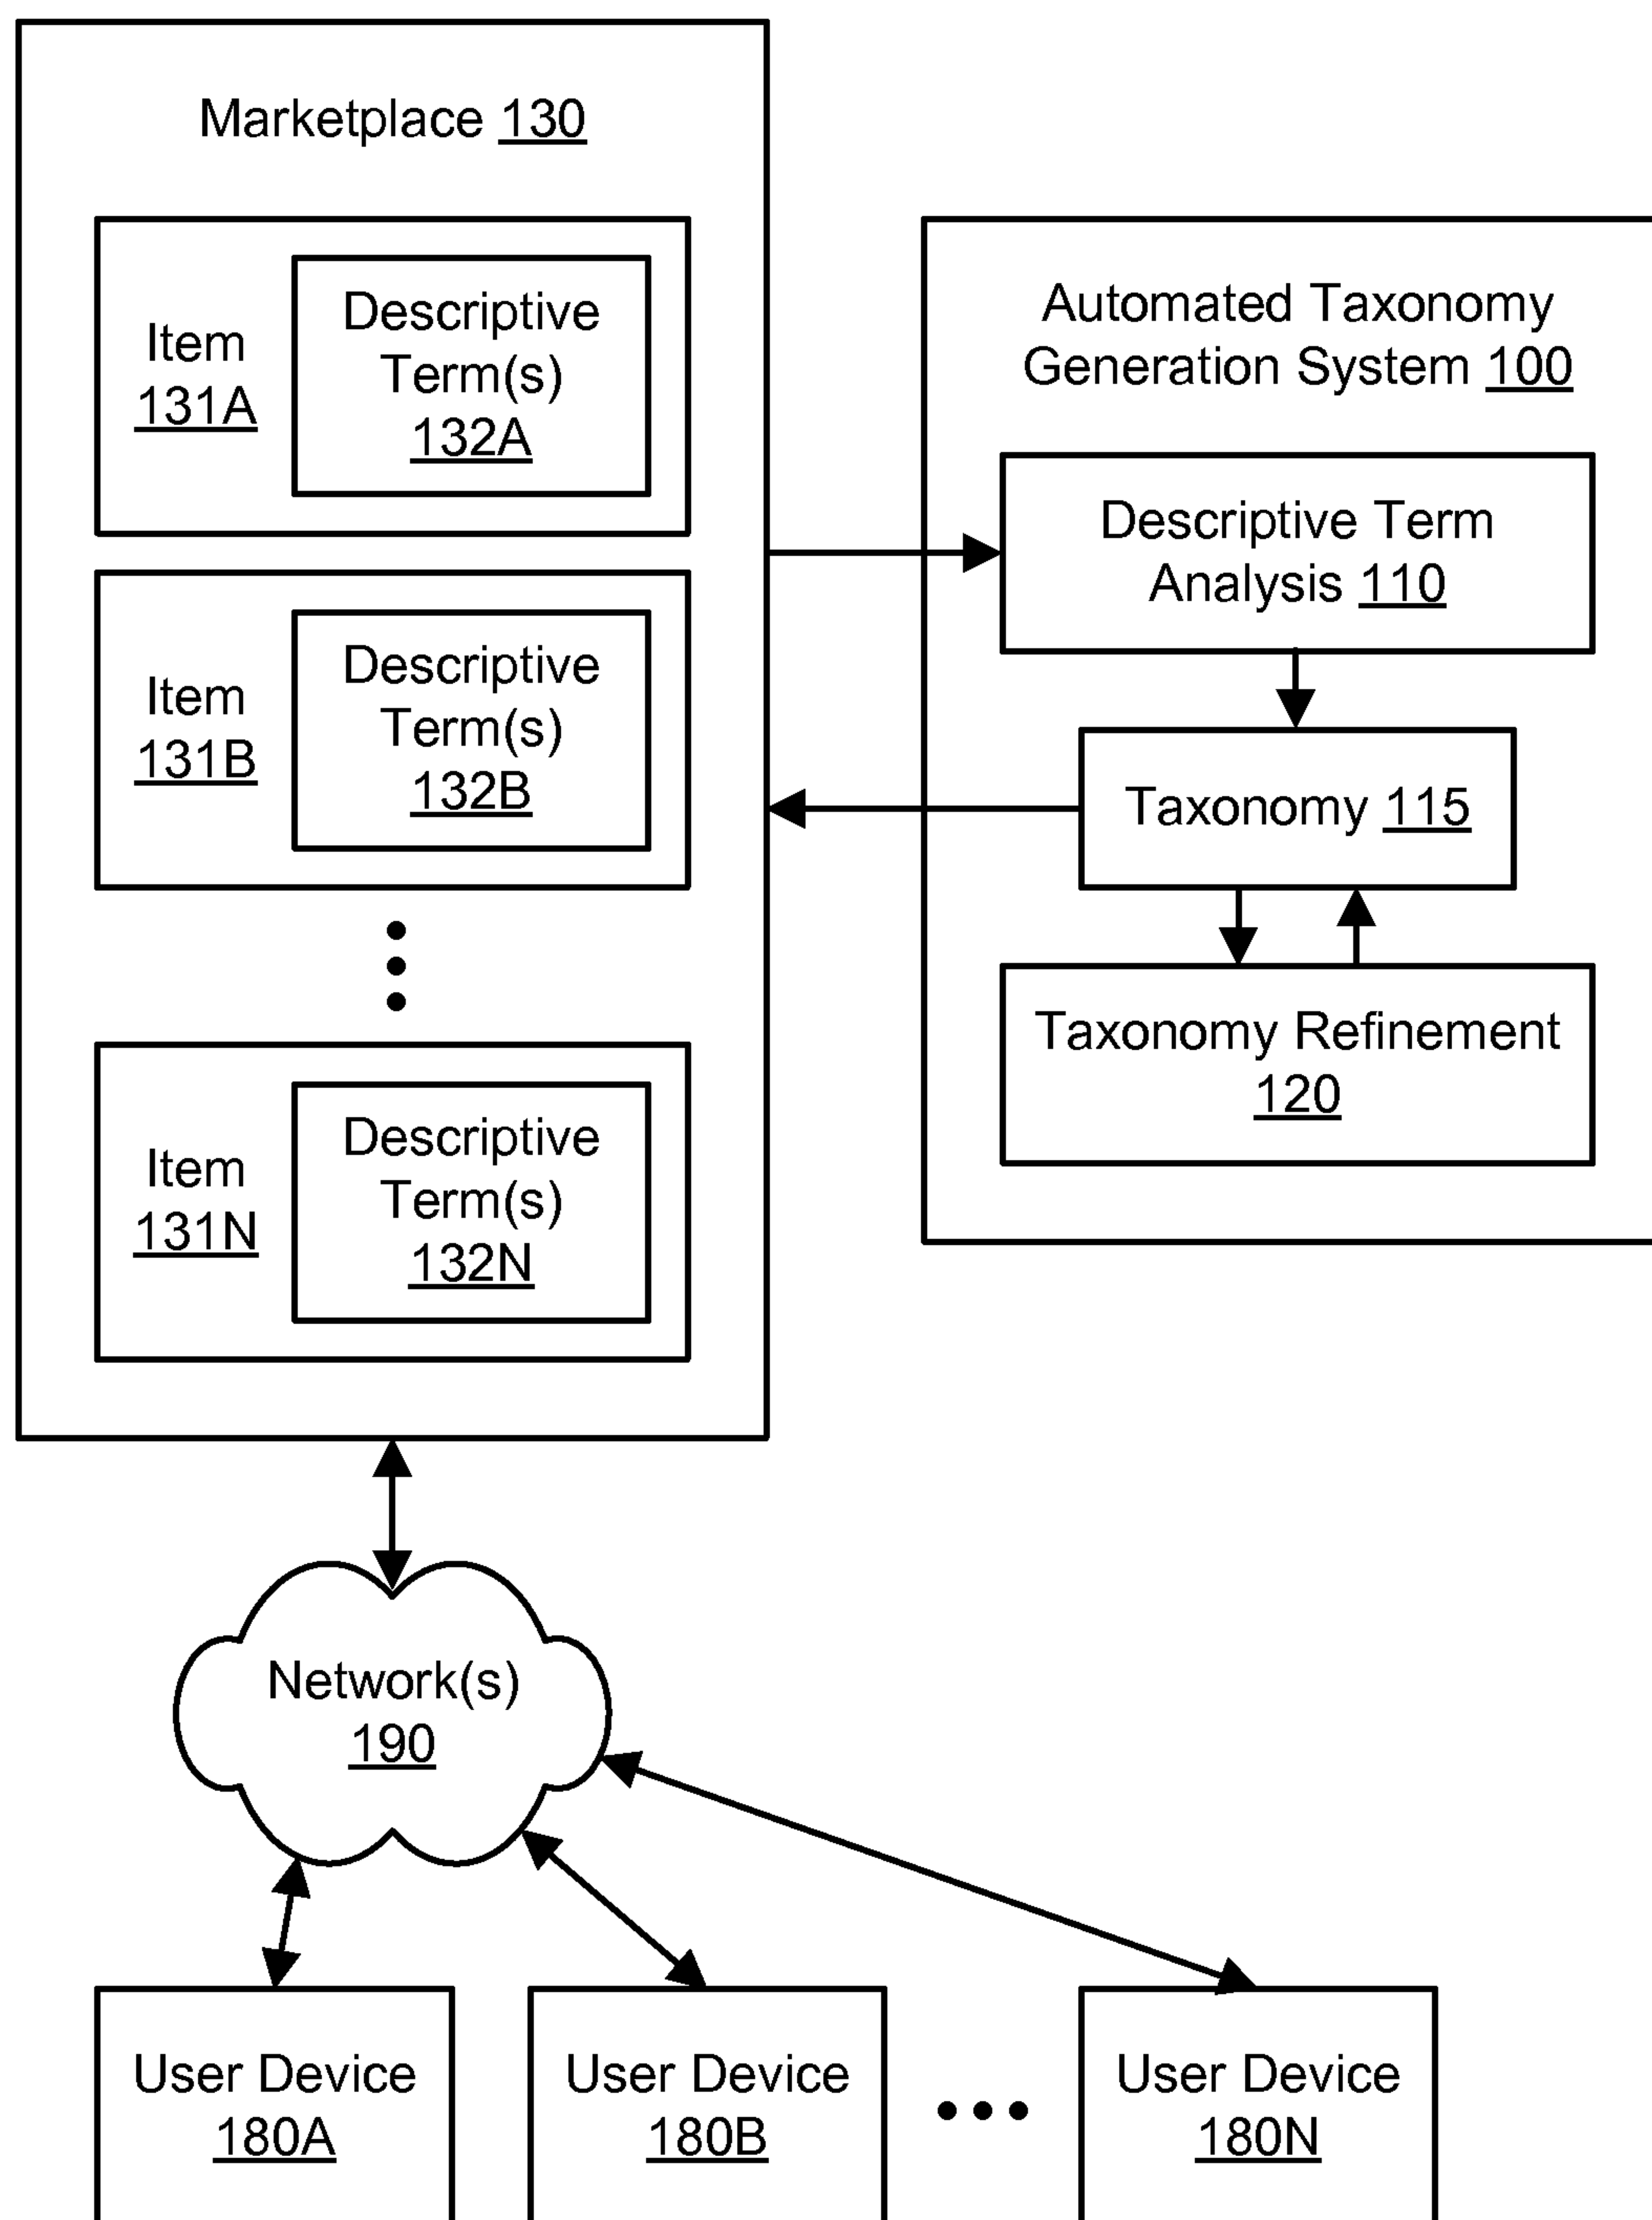 Marketplace 130
Item
131A
Descriptive
Term(s)
132A
Item
131B
Descriptive
Term(s)
132B
Item
131N
Descriptive
Term(s)
132N
Automated Taxonomy
Generation System 100
Descriptive Term
Analysis 110
Taxonomy 115
Taxonomy Refinement
120
Network(s)
190
User Device
180A
User Device
180B
User Device
180N